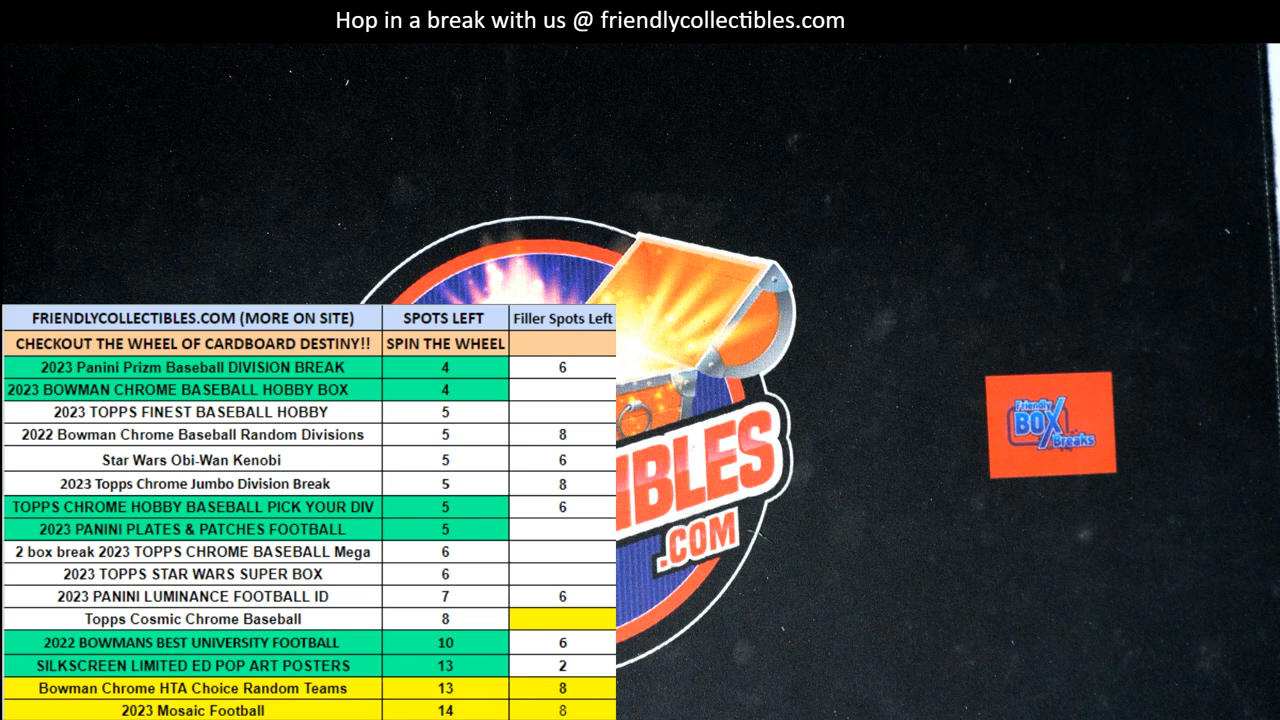 Hop in a break with us @ friendlycollectibles.com
FRIENDLYCOLLECTIBLES.COM (MORE ON SITE) SPOTS LEFT Filler Spots Left
CHECKOUT THE WHEEL OF CARDBOARD DESTINY!! SPIN THE WHEEL
2023 Panini Prizm Baseball DIVISION BREAK 4 6
2023 BOWMAN CHROME BASEBALL HOBBY BOX 4
2023 TOPPS FINEST BASEBALL HOBBY 5
2022 Bowman Chrome Baseball Random Divisions 5 8
Star Wars Obi-Wan Kenobi 5 6
2023 Topps Chrome Jumbo Division Break 5 8
TOPPS CHROME HOBBY BASEBALL PICK YOUR DIV 5 6
2023 PANINI PLATES & PATCHES FOOTBALL 5
2 box break 2023 TOPPS CHROME BASEBALL Mega 6
2023 TOPPS STAR WARS SUPER BOX 6
2023 PANINI LUMINANCE FOOTBALL ID 7 6
Topps Cosmic Chrome Baseball 8
2022 BOWMANS BEST UNIVERSITY FOOTBALL 10 6
SILKSCREEN LIMITED ED POP ART POSTERS 13 2
Bowman Chrome HTA Choice Random Teams 13 8
2023 Mosaic Football 14 8
IBLES
.COM
Friendly
BOX
Breaks